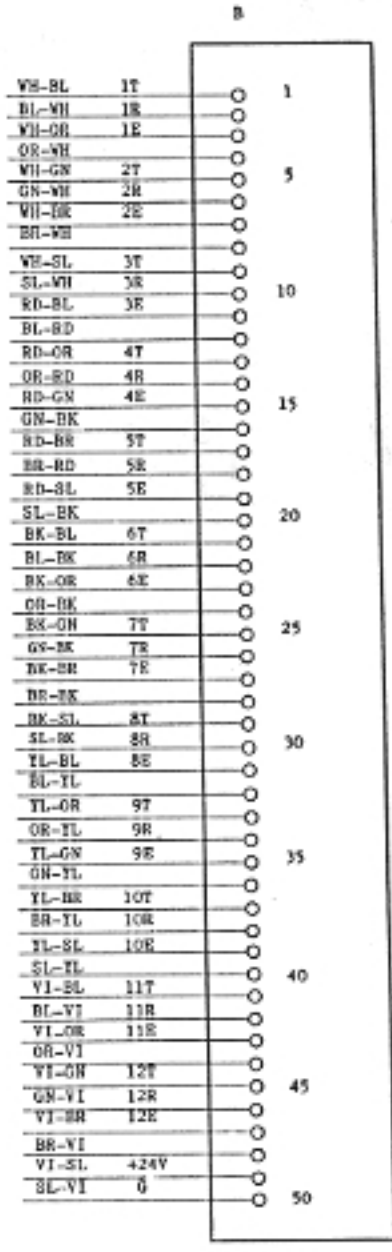 B
WH-BL 1T 1
BL-WH 1R
WH-OR 1E
OR-WH
WH-GN 2T 5
GN-WH 2R
WH-BR 2E
BR-WH
WH-SL 3T
SL-WH 3R 10
RD-BL 3E
BL-RD
RD-OR 4T
OR-RD 4R
RD-GN 4E 15
GN-BK
RD-BR 5T
BR-RD 5R
RD-SL 5E
SL-BK 20
BK-BL 6T
BL-BK 6R
BK-OR 6E
OR-BK
BK-GN 7T 25
GN-BK 7R
BK-BR 7E
BR-BK
BK-SL 8T
SL-BK 8R 30
YL-BL 8E
BL-YL
YL-OR 9T
OR-YL 9R
YL-GN 9E 35
GN-YL
YL-BR 10T
BR-YL 10R
YL-SL 10E
SL-YL 40
VI-BL 11T
BL-VI 11R
VI-OR 11E
OR-VI
VI-GN 12T 45
GN-VI 12R
VI-BR 12E
BR-VI
VI-SL +24V
SL-VI G 50